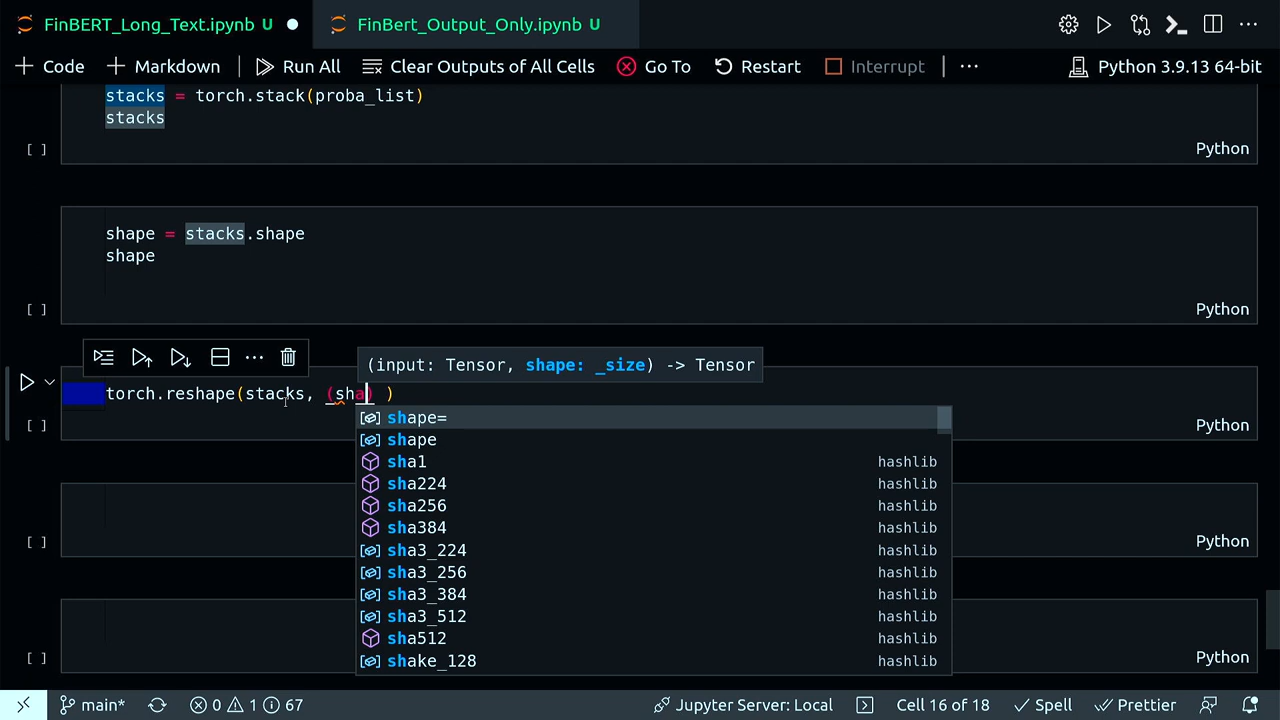 FinBERT_Long_Text.ipynb U
FinBert_Output_Only.ipynb U
Code Markdown Run All Clear Outputs of All Cells Go To Restart Interrupt ... Python 3.9.13 64-bit
stacks = torch.stack(proba_list)
stacks
[ ] Python
shape = stacks.shape
shape
[ ] Python
(input: Tensor, shape: _size) -> Tensor
torch.reshape(stacks, (sha) )
[ ] Python
shape=
shape
sha1 hashlib
sha224 hashlib
sha256 hashlib
sha384 hashlib
sha3_224 hashlib
sha3_256 hashlib
sha3_384 hashlib
sha3_512 hashlib
sha512 hashlib
shake_128 hashlib
[ ] Python
[ ] Python
main* 0 1 67 Jupyter Server: Local Cell 16 of 18 Spell Prettier